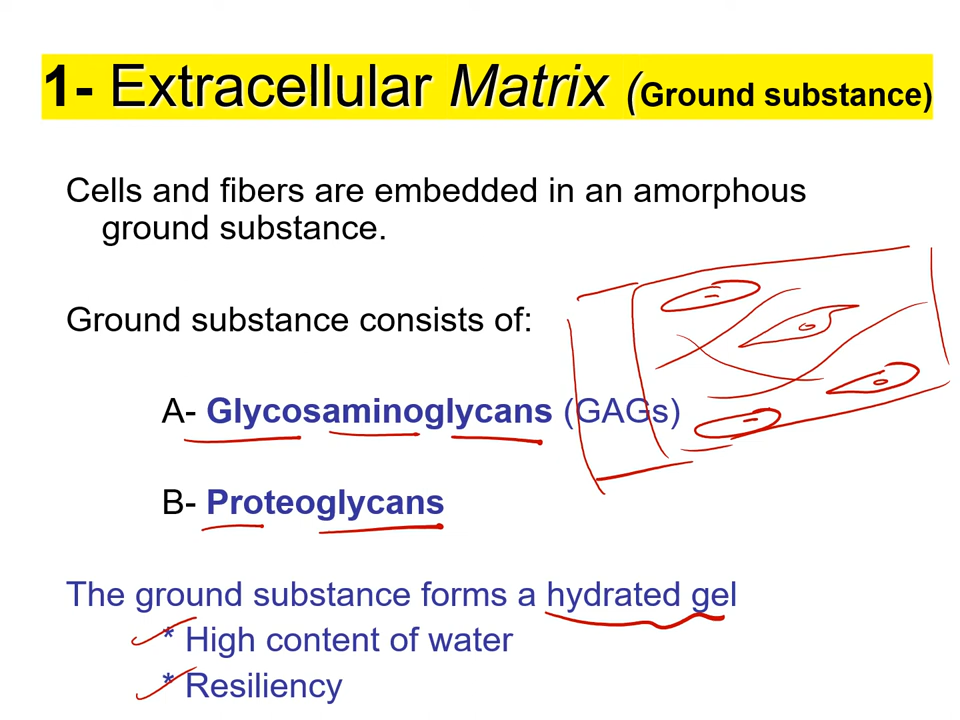 1- Extracellular Matrix (Ground substance)
Cells and fibers are embedded in an amorphous
ground substance.
Ground substance consists of:
A- Glycosaminoglycans (GAGs)
B- Proteoglycans
The ground substance forms a hydrated gel
* High content of water
* Resiliency